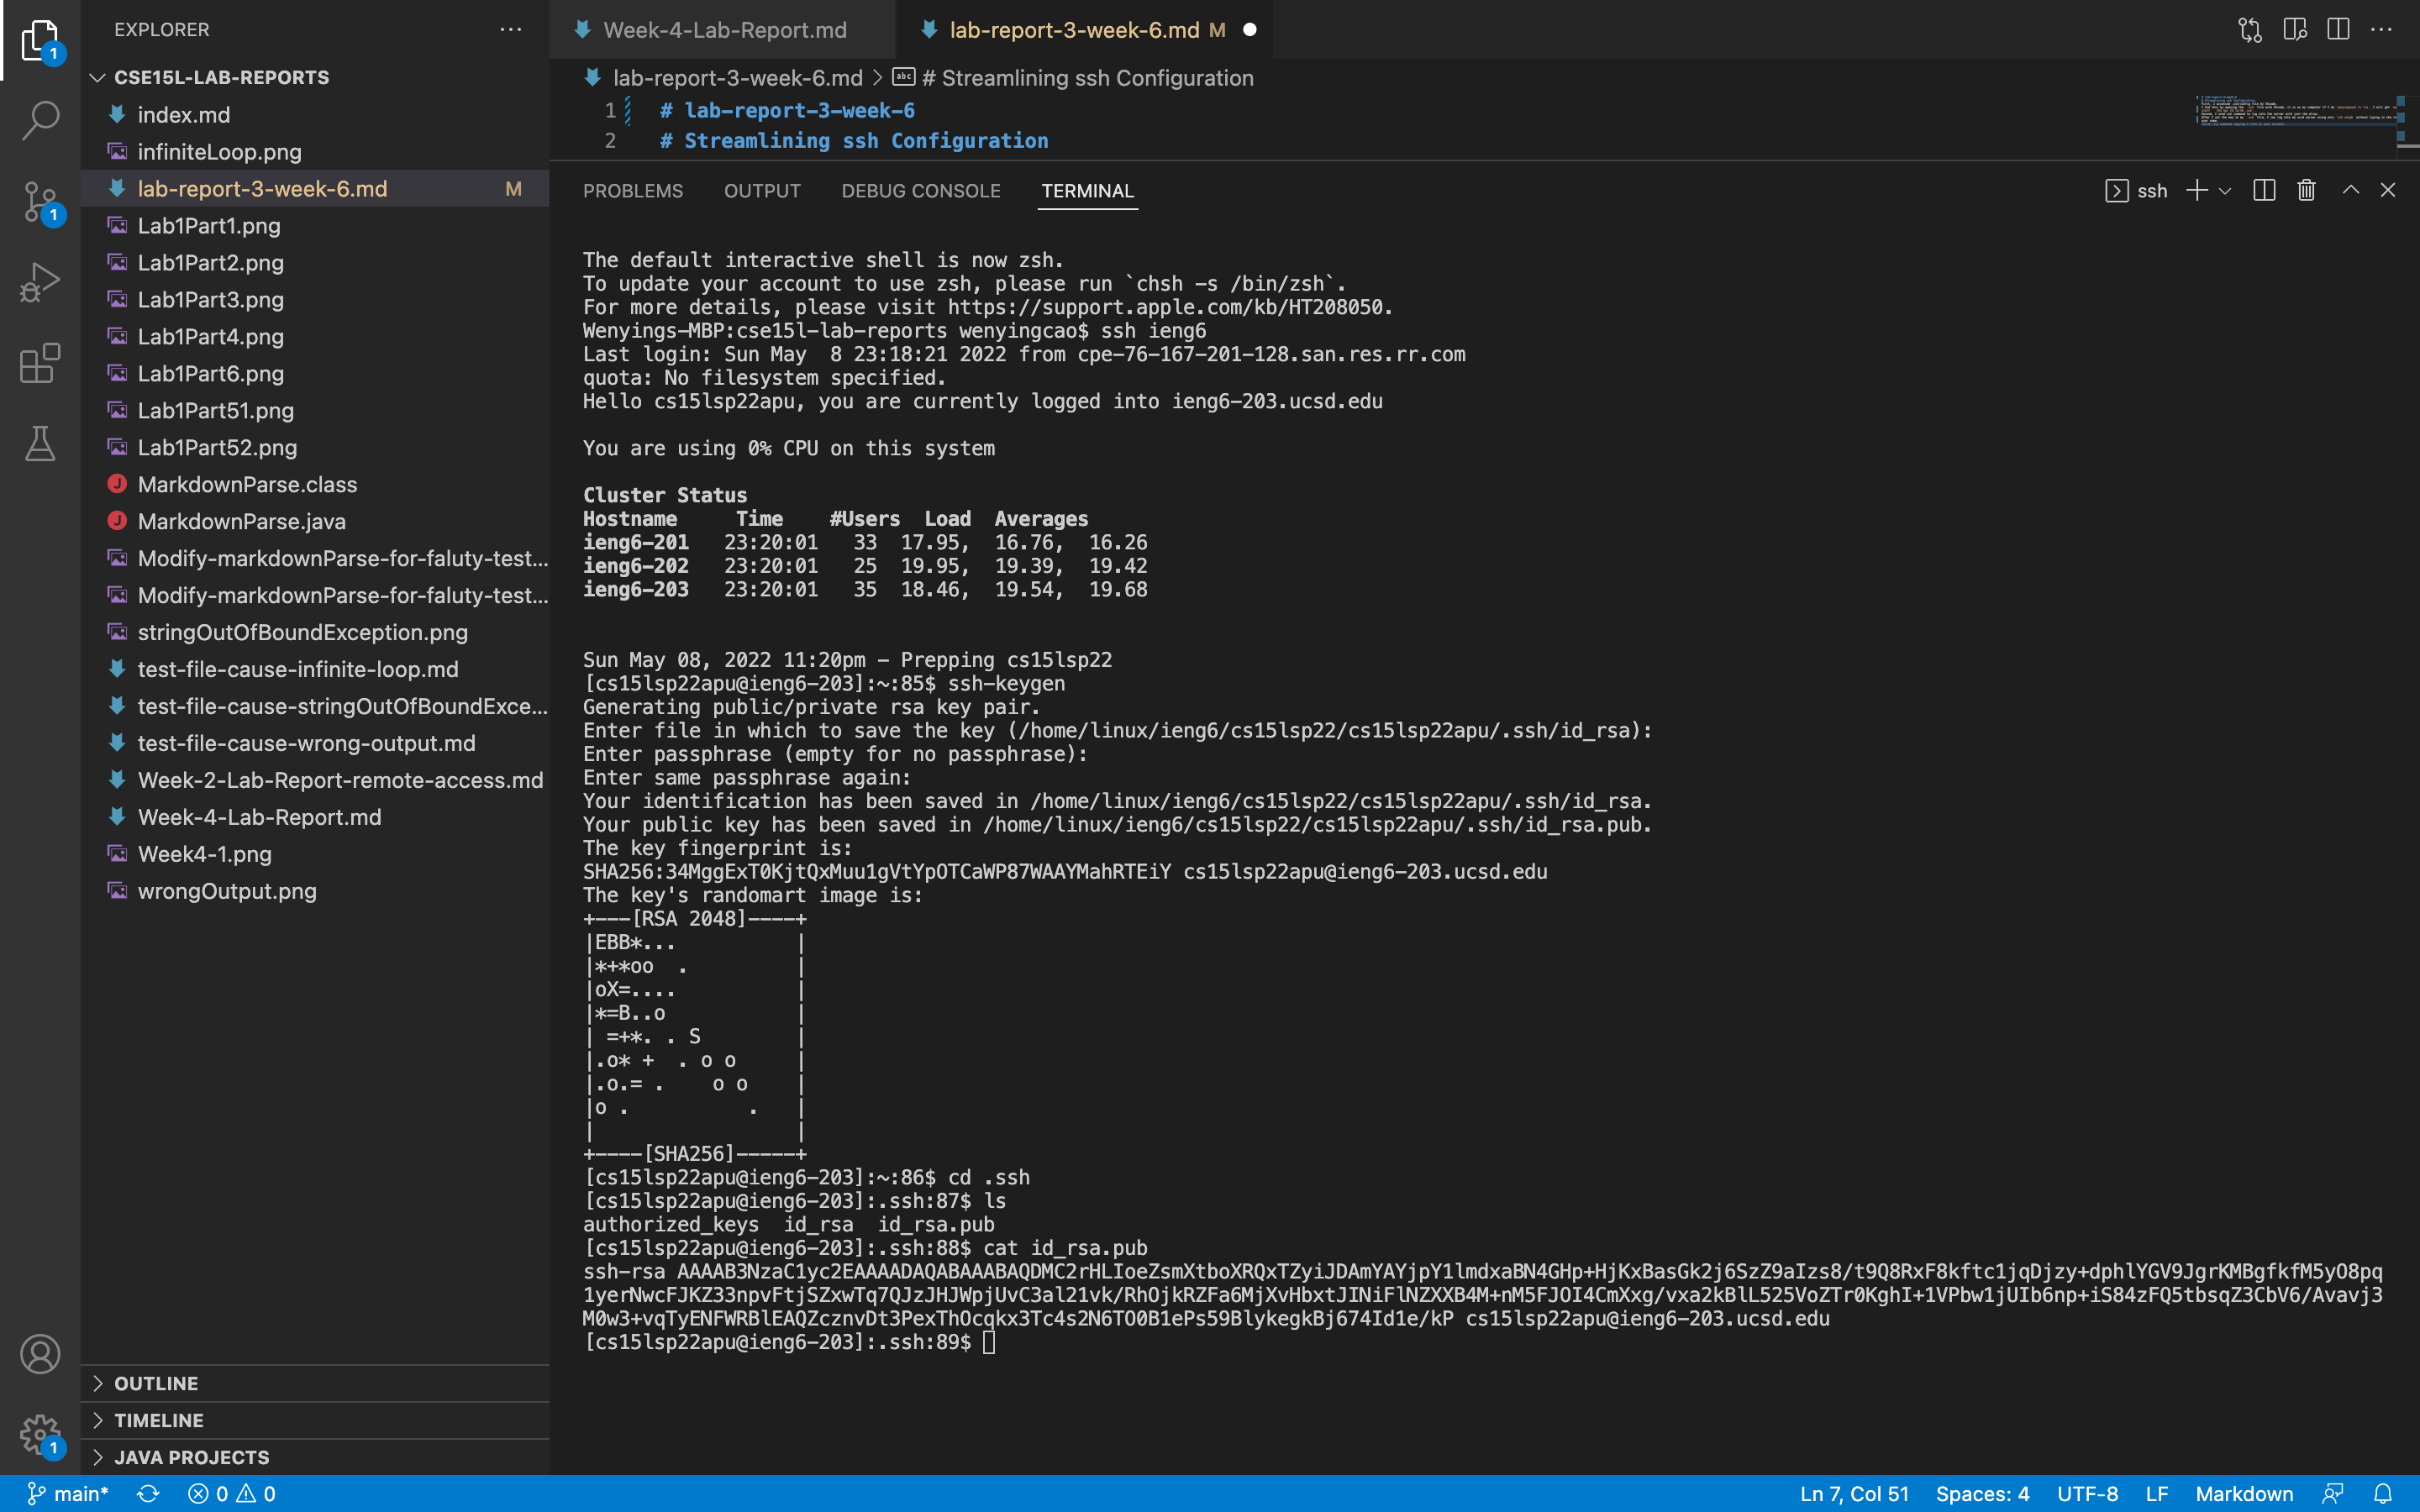 EXPLORER
CSE15L-LAB-REPORTS
index.md
infiniteLoop.png
lab-report-3-week-6.md M
Lab1Part1.png
Lab1Part2.png
Lab1Part3.png
Lab1Part4.png
Lab1Part6.png
Lab1Part51.png
Lab1Part52.png
MarkdownParse.class
MarkdownParse.java
Modify-markdownParse-for-faluty-test...
Modify-markdownParse-for-faluty-test...
stringOutOfBoundException.png
test-file-cause-infinite-loop.md
test-file-cause-stringOutOfBoundExce...
test-file-cause-wrong-output.md
Week-2-Lab-Report-remote-access.md
Week-4-Lab-Report.md
Week4-1.png
wrongOutput.png
OUTLINE
TIMELINE
JAVA PROJECTS
1
1
1
Week-4-Lab-Report.md lab-report-3-week-6.md M
lab-report-3-week-6.md > abc # Streamlining ssh Configuration
1 # lab-report-3-week-6
2 # Streamlining ssh Configuration
PROBLEMS OUTPUT DEBUG CONSOLE TERMINAL ssh
The default interactive shell is now zsh.
To update your account to use zsh, please run `chsh -s /bin/zsh`.
For more details, please visit https://support.apple.com/kb/HT208050.
Wenyings-MBP:cse15l-lab-reports wenyingcao$ ssh ieng6
Last login: Sun May  8 23:18:21 2022 from cpe-76-167-201-128.san.res.rr.com
quota: No filesystem specified.
Hello cs15lsp22apu, you are currently logged into ieng6-203.ucsd.edu
You are using 0% CPU on this system
Cluster Status
Hostname     Time    #Users  Load  Averages
ieng6-201   23:20:01   33  17.95,  16.76,  16.26
ieng6-202   23:20:01   25  19.95,  19.39,  19.42
ieng6-203   23:20:01   35  18.46,  19.54,  19.68
Sun May 08, 2022 11:20pm - Prepping cs15lsp22
[cs15lsp22apu@ieng6-203]:~:85$ ssh-keygen
Generating public/private rsa key pair.
Enter file in which to save the key (/home/linux/ieng6/cs15lsp22/cs15lsp22apu/.ssh/id_rsa):
Enter passphrase (empty for no passphrase):
Enter same passphrase again:
Your identification has been saved in /home/linux/ieng6/cs15lsp22/cs15lsp22apu/.ssh/id_rsa.
Your public key has been saved in /home/linux/ieng6/cs15lsp22/cs15lsp22apu/.ssh/id_rsa.pub.
The key fingerprint is:
SHA256:34MggExT0KjtQxMuu1gVtYpOTCaWP87WAAYMahRTEiY cs15lsp22apu@ieng6-203.ucsd.edu
The key's randomart image is:
+---[RSA 2048]----+
|EBB*...          |
|*+*oo  .         |
|oX=....          |
|*=B..o           |
| =+*. . S        |
|.o* +  . o o     |
|.o.= .    o o    |
|o .          .   |
|                 |
+----[SHA256]-----+
[cs15lsp22apu@ieng6-203]:~:86$ cd .ssh
[cs15lsp22apu@ieng6-203]:.ssh:87$ ls
authorized_keys  id_rsa  id_rsa.pub
[cs15lsp22apu@ieng6-203]:.ssh:88$ cat id_rsa.pub
ssh-rsa AAAAB3NzaC1yc2EAAAADAQABAAABAQDMC2rHLIoeZsmXtboXRQxTZyiJDAmYAYjpY1lmdxaBN4GHp+HjKxBasGk2j6SzZ9aIzs8/t9Q8RxF8kftc1jqDjzy+dphlYGV9JgrKMBgfkfM5yO8pq
1yerNwcFJKZ33npvFtjSZxwTq7QJzJHJWpjUvC3al21vk/RhOjkRZFa6MjXvHbxtJINiFlNZXXB4M+nM5FJOI4CmXxg/vxa2kBlL525VoZTr0KghI+1VPbw1jUIb6np+iS84zFQ5tbsqZ3CbV6/Avavj3
M0w3+vqTyENFWRBlEAQZcznvDt3PexThOcqkx3Tc4s2N6TO0B1ePs59BlykegkBj674Id1e/kP cs15lsp22apu@ieng6-203.ucsd.edu
[cs15lsp22apu@ieng6-203]:.ssh:89$
main* 0 0 Ln 7, Col 51 Spaces: 4 UTF-8 LF Markdown